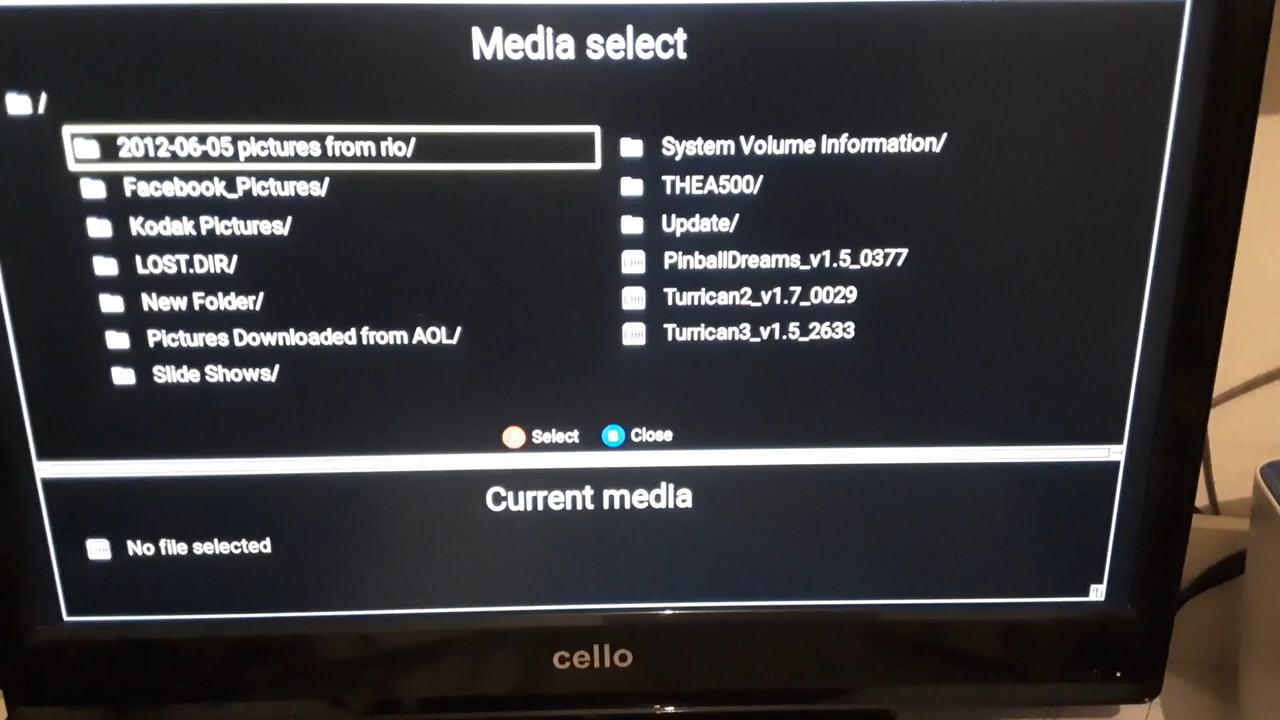 Media select
/
2012-06-05 pictures from rio/
Facebook_Pictures/
Kodak Pictures/
LOST.DIR/
New Folder/
Pictures Downloaded from AOL/
Slide Shows/
System Volume Information/
THEA500/
Update/
PinballDreams_v1.5_0377
Turrican2_v1.7_0029
Turrican3_v1.5_2633
A Select B Close
Current media
No file selected
cello